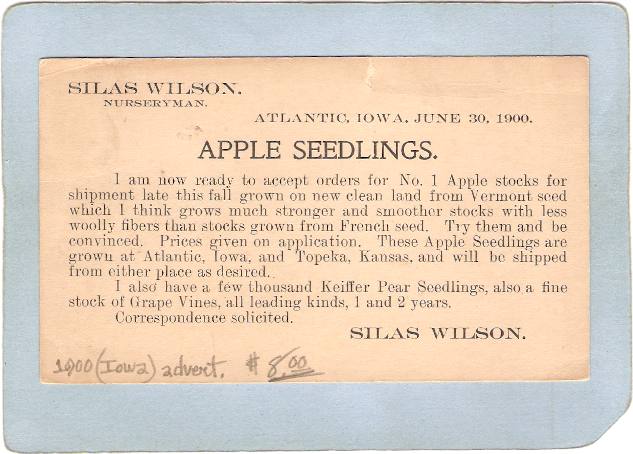 SILAS WILSON.
NURSERYMAN.
ATLANTIC, IOWA, JUNE 30, 1900.
APPLE SEEDLINGS.
I am now ready to accept orders for No. 1 Apple stocks for
shipment late this fall grown on new clean land from Vermont seed
which I think grows much stronger and smoother stocks with less
woolly fibers than stocks grown from French seed. Try them and be
convinced. Prices given on application. These Apple Seedlings are
grown at Atlantic, Iowa, and Topeka, Kansas, and will be shipped
from either place as desired.
I also have a few thousand Keiffer Pear Seedlings, also a fine
stock of Grape Vines, all leading kinds, 1 and 2 years.
Correspondence solicited.
SILAS WILSON.
1900 (Iowa) advert. $8.00